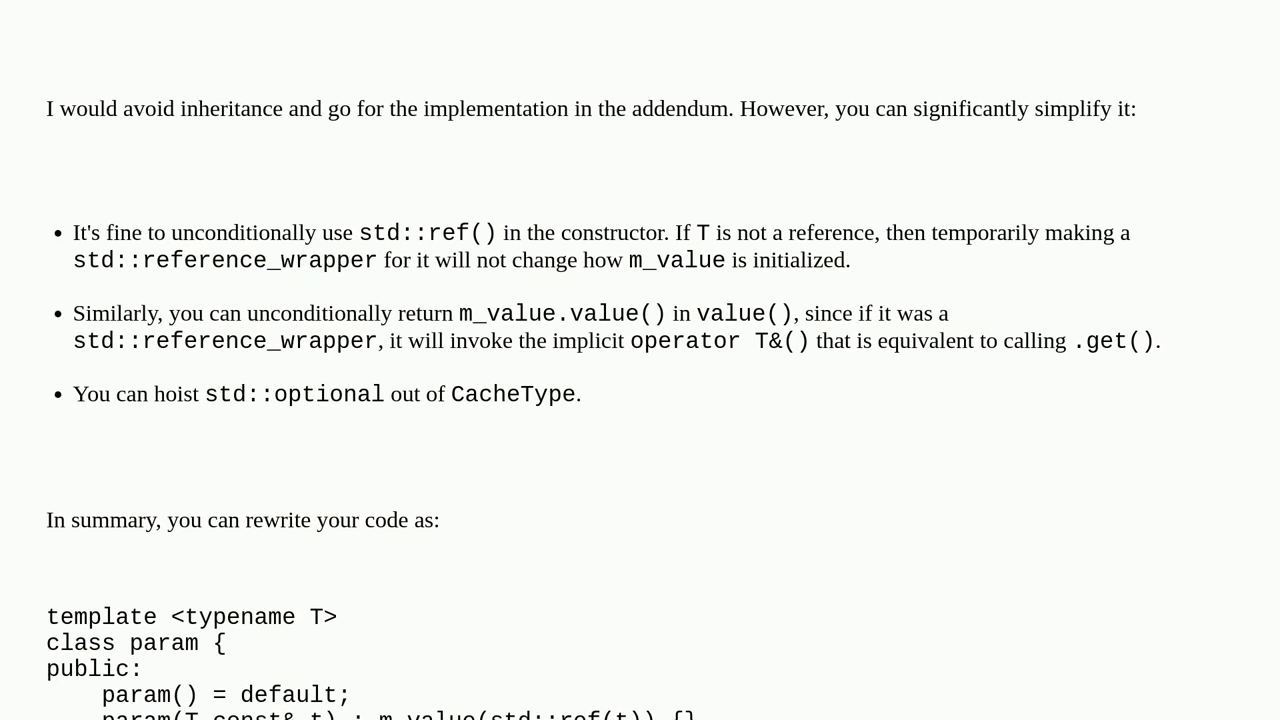 I would avoid inheritance and go for the implementation in the addendum. However, you can significantly simplify it:
• It's fine to unconditionally use std::ref() in the constructor. If T is not a reference, then temporarily making a
std::reference_wrapper for it will not change how m_value is initialized.
• Similarly, you can unconditionally return m_value.value() in value(), since if it was a
std::reference_wrapper, it will invoke the implicit operator T&() that is equivalent to calling .get().
• You can hoist std::optional out of CacheType.
In summary, you can rewrite your code as:
template <typename T>
class param {
public:
    param() = default;
    param(T const& t) : m_value(std::ref(t)) {}